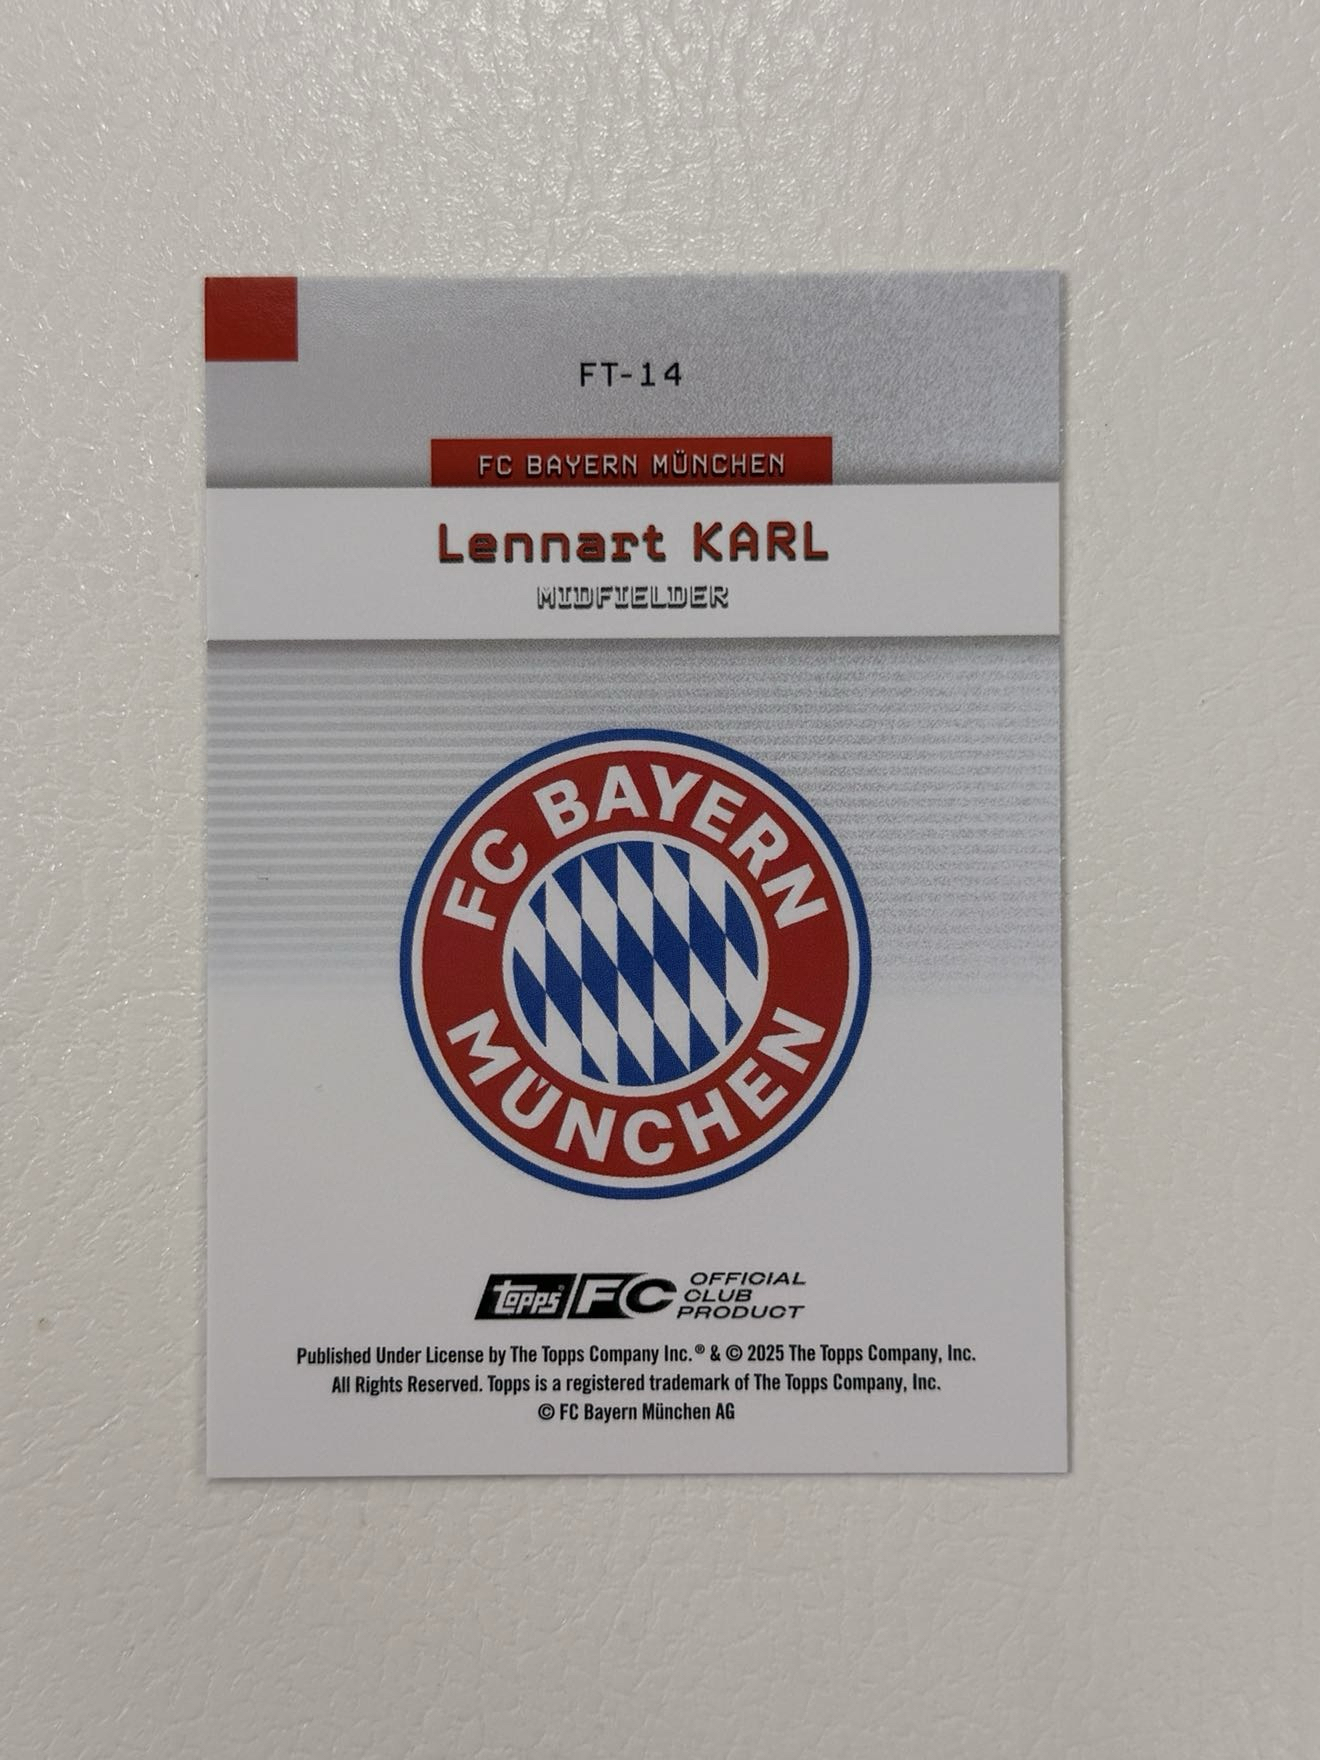 FT-14
FC BAYERN MÜNCHEN
Lennart KARL
MIDFIELDER
FC BAYERN
MÜNCHEN
Topps® FC OFFICIAL
CLUB
PRODUCT
Published Under License by The Topps Company Inc.® & © 2025 The Topps Company, Inc.
All Rights Reserved. Topps is a registered trademark of The Topps Company, Inc.
© FC Bayern München AG